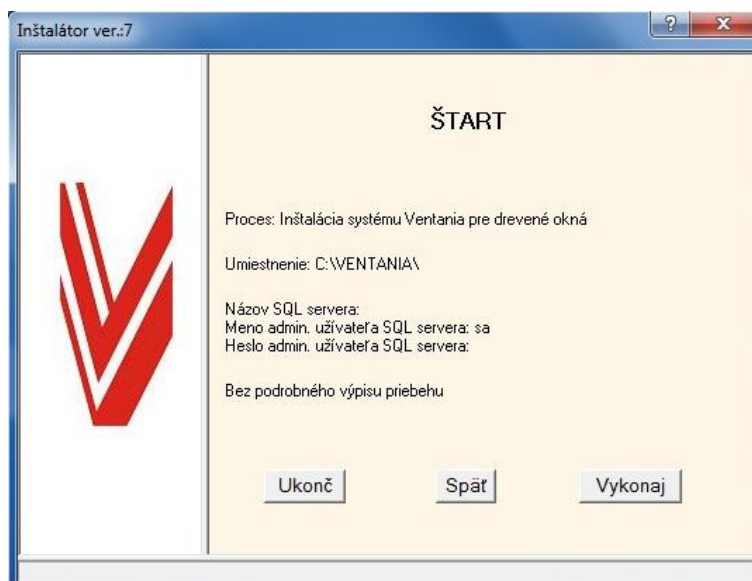 Inštalátor ver.:7
ŠTART
Proces: Inštalácia systému Ventania pre drevené okná
Umiestnenie: C:\VENTANIA\
Názov SQL servera:
Meno admin. užívateľa SQL servera: sa
Heslo admin. užívateľa SQL servera:
Bez podrobného výpisu priebehu
Ukonč Späť Vykonaj